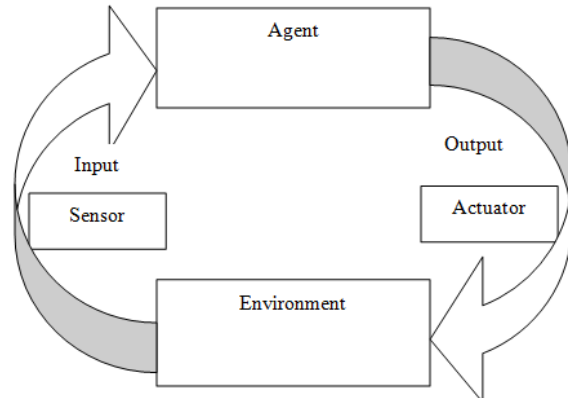 Agent
Output
Input
Actuator
Sensor
Environment